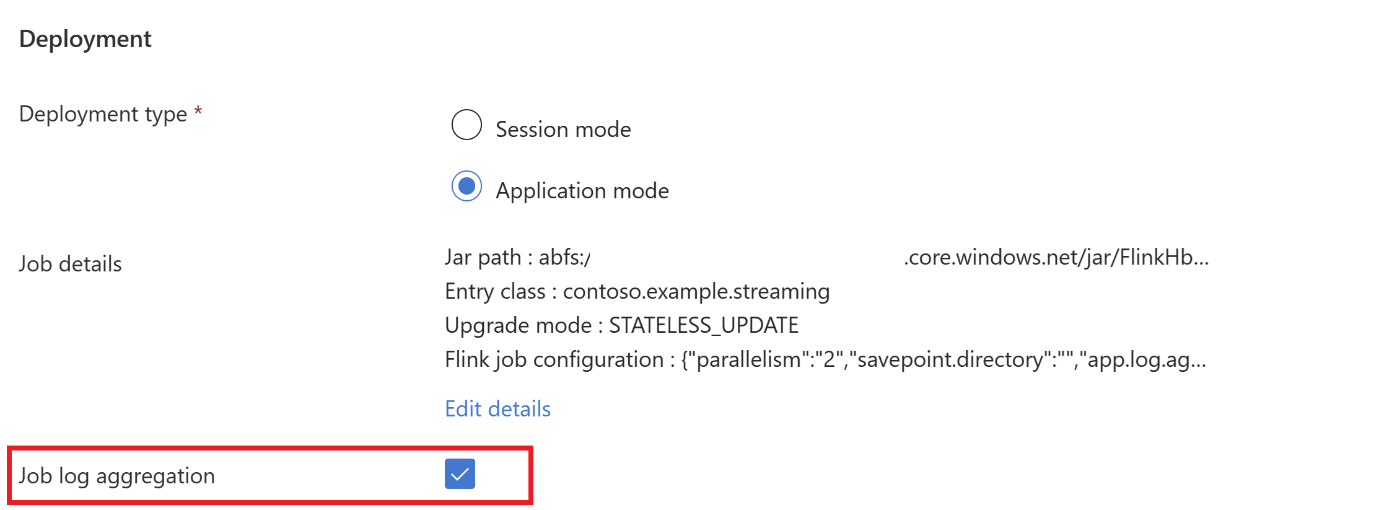 Deployment
Deployment type *
Session mode
Application mode
Job details
Jar path : abfs:/ .core.windows.net/jar/FlinkHb...
Entry class : contoso.example.streaming
Upgrade mode : STATELESS_UPDATE
Flink job configuration : {"parallelism":"2","savepoint.directory":"","app.log.ag...
Edit details
Job log aggregation